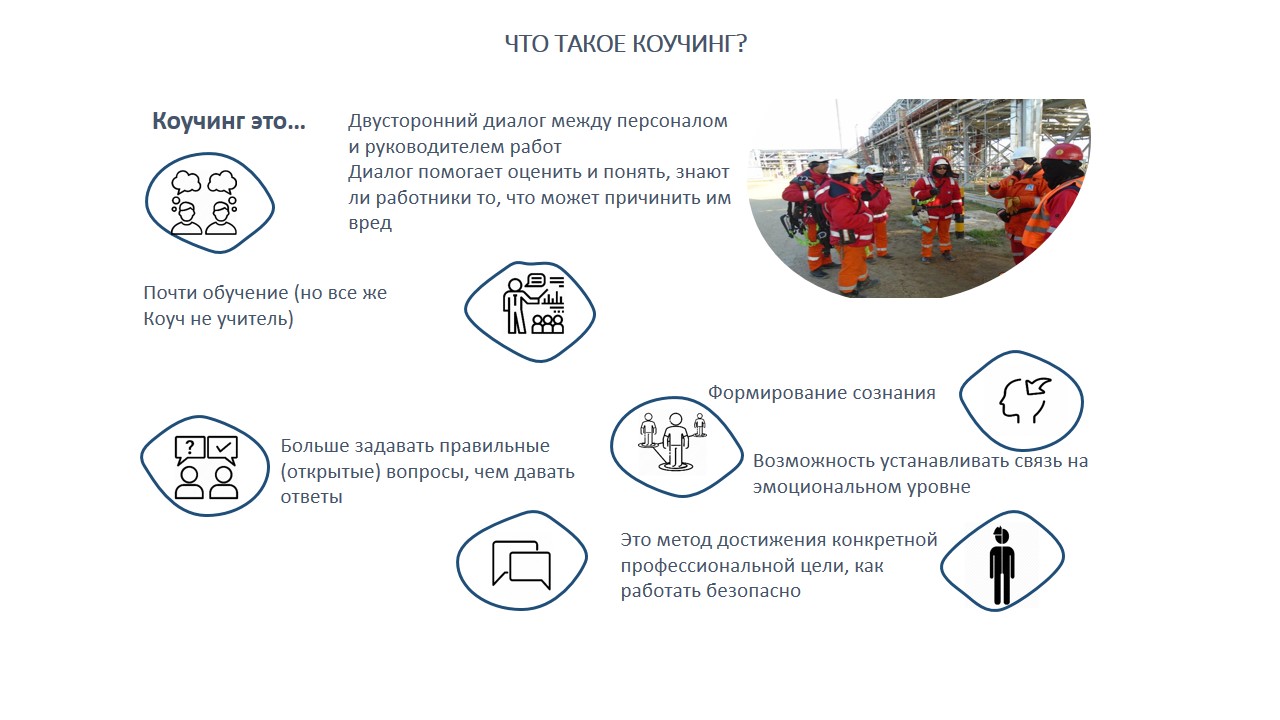 ЧТО ТАКОЕ КОУЧИНГ?
Коучинг это...
Двусторонний диалог между персоналом
и руководителем работ
Диалог помогает оценить и понять, знают
ли работники то, что может причинить им
вред
Почти обучение (но все же
Коуч не учитель)
Формирование сознания
Больше задавать правильные
(открытые) вопросы, чем давать
ответы
Возможность устанавливать связь на
эмоциональном уровне
Это метод достижения конкретной
профессиональной цели, как
работать безопасно